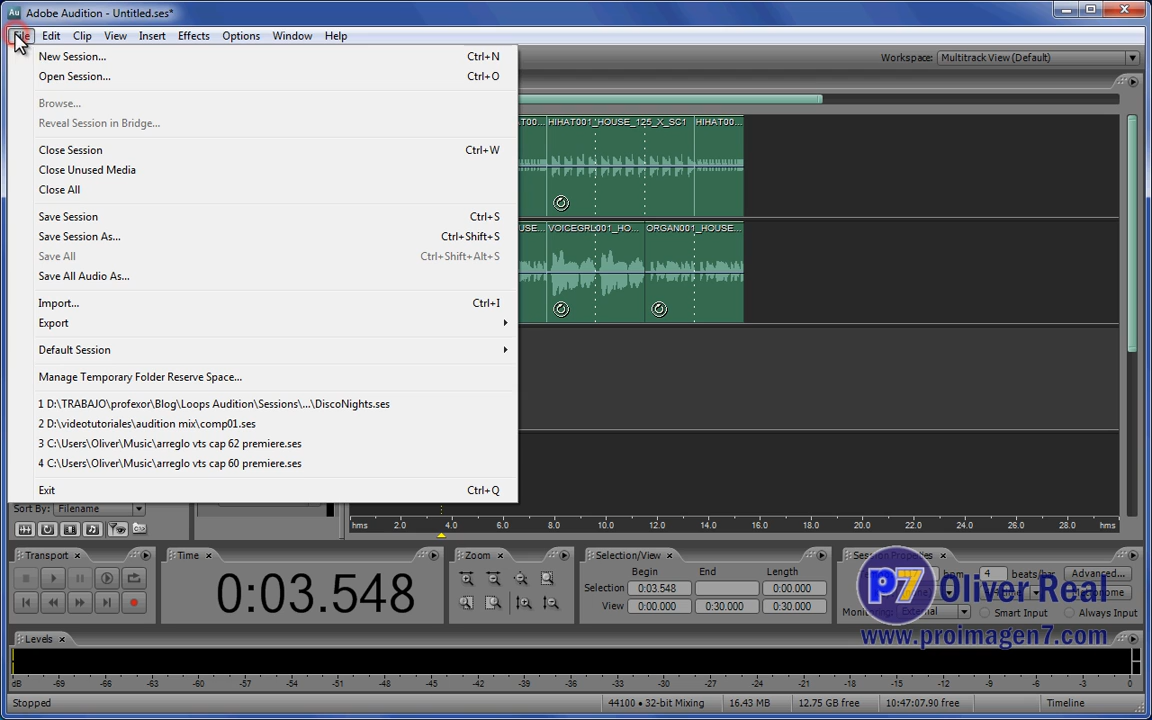 Au Adobe Audition - Untitled.ses*
Edit Clip View Insert Effects Options Window Help
Workspace: Multitrack View (Default)
New Session... Ctrl+N
Open Session... Ctrl+O
Browse...
Reveal Session in Bridge...
Close Session Ctrl+W
Close Unused Media
Close All
Save Session Ctrl+S
Save Session As... Ctrl+Shift+S
Save All Ctrl+Shift+Alt+S
Save All Audio As...
Import... Ctrl+I
Export
Default Session
Manage Temporary Folder Reserve Space...
1 D:\TRABAJO\profexor\Blog\Loops Audition\Sessions\...\DiscoNights.ses
2 D:\videotutoriales\audition mix\comp01.ses
3 C:\Users\Oliver\Music\arreglo vts cap 62 premiere.ses
4 C:\Users\Oliver\Music\arreglo vts cap 60 premiere.ses
Exit Ctrl+Q
HIHAT001_HOUSE_125_X_SC1 HIHAT00...
VOICEGRL001_HO... ORGAN001_HOUSE...
Sort By: Filename
hms 2.0 4.0 6.0 8.0 10.0 12.0 14.0 16.0 18.0 20.0 22.0 24.0 26.0 28.0 hms
Transport Time Zoom Selection/View Session Properties
0:03.548
Begin End Length
Selection 0:03.548 0:00.000
View 0:00.000 0:30.000 0:30.000
4 beats/bar Advanced...
Metronome
Monitoring: External Smart Input Always Input
P7 Oliver Real
www.proimagen7.com
Levels
dB -69 -66 -63 -60 -57 -54 -51 -48 -45 -42 -39 -36 -33 -30 -27 -24 -21 -18 -15 -12 -9 -6 -3 0
Stopped 44100 • 32-bit Mixing 16.43 MB 12.75 GB free 10:47:07.90 free Timeline